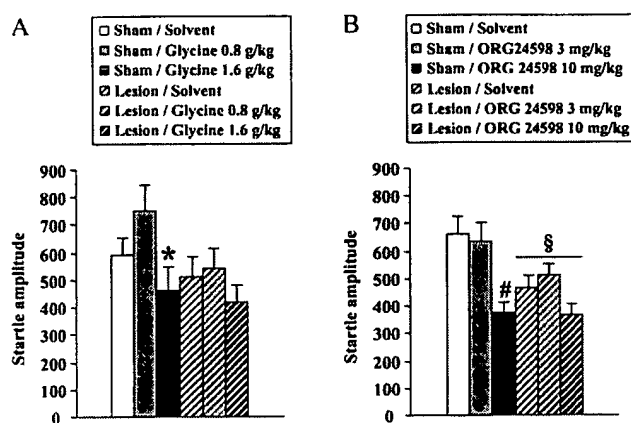 A
Sham / Solvent
Sham / Glycine 0.8 g/kg
Sham / Glycine 1.6 g/kg
Lesion / Solvent
Lesion / Glycine 0.8 g/kg
Lesion / Glycine 1.6 g/kg
900
800
700
600
500
400
300
200
100
0
Startle amplitude
*
B
Sham / Solvent
Sham / ORG24598 3 mg/kg
Sham / ORG 24598 10 mg/kg
Lesion / Solvent
Lesion / ORG 24598 3 mg/kg
Lesion / ORG 24598 10 mg/kg
900
800
700
600
500
400
300
200
100
0
Startle amplitude
#
§